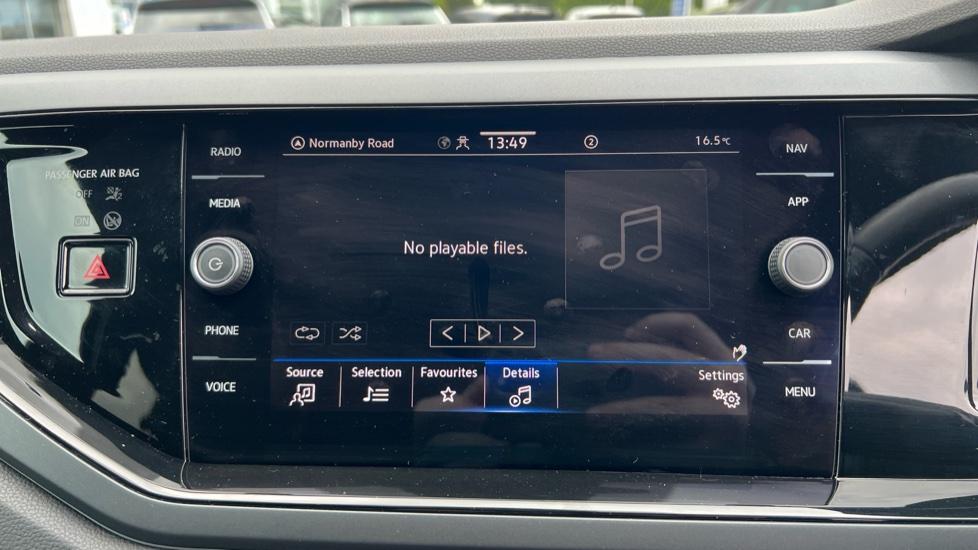 Normanby Road 13:49 2 16.5°C
RADIO
MEDIA
PHONE
VOICE
PASSENGER AIR BAG
OFF
ON
No playable files.
Source Selection Favourites Details Settings
NAV
APP
CAR
MENU